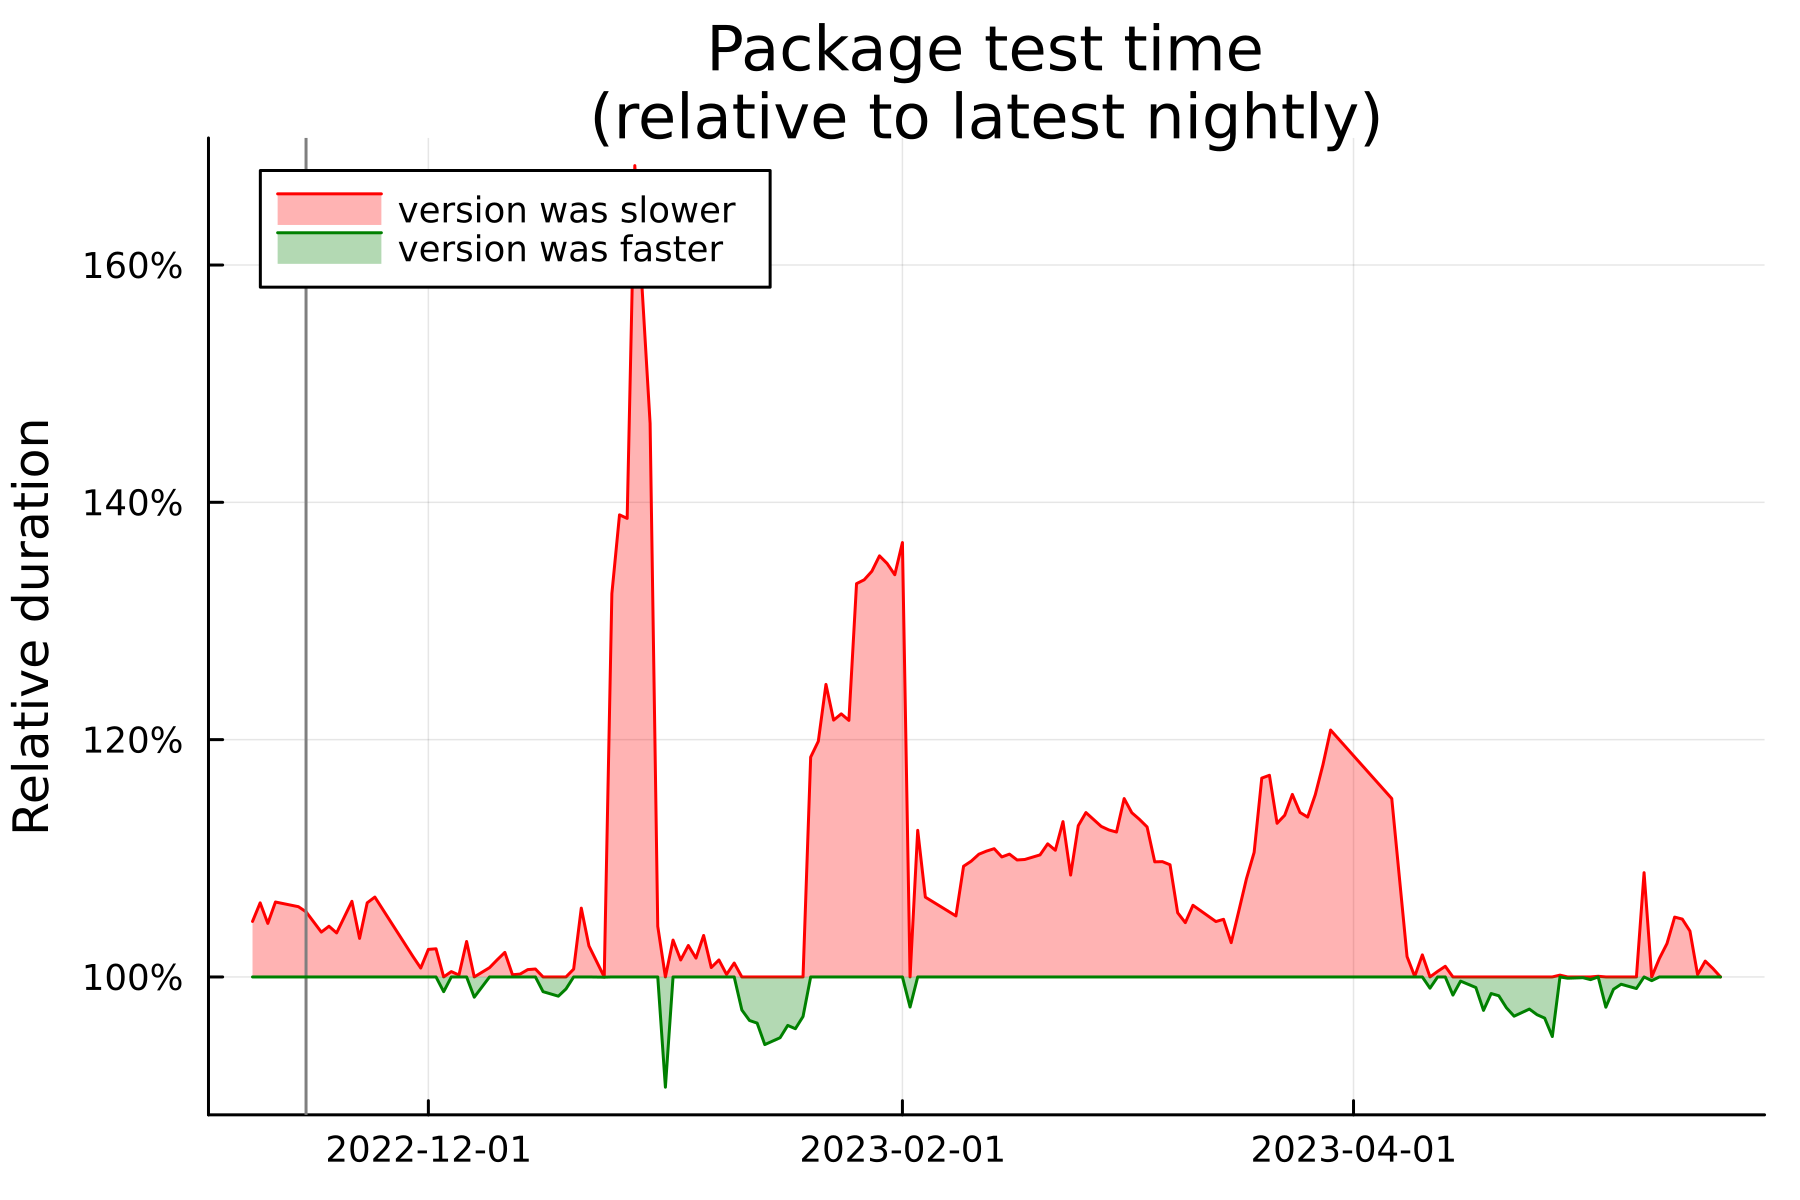 Package test time
(relative to latest nightly)
version was slower
version was faster
160%
140%
120%
100%
Relative duration
2022-12-01
2023-02-01
2023-04-01